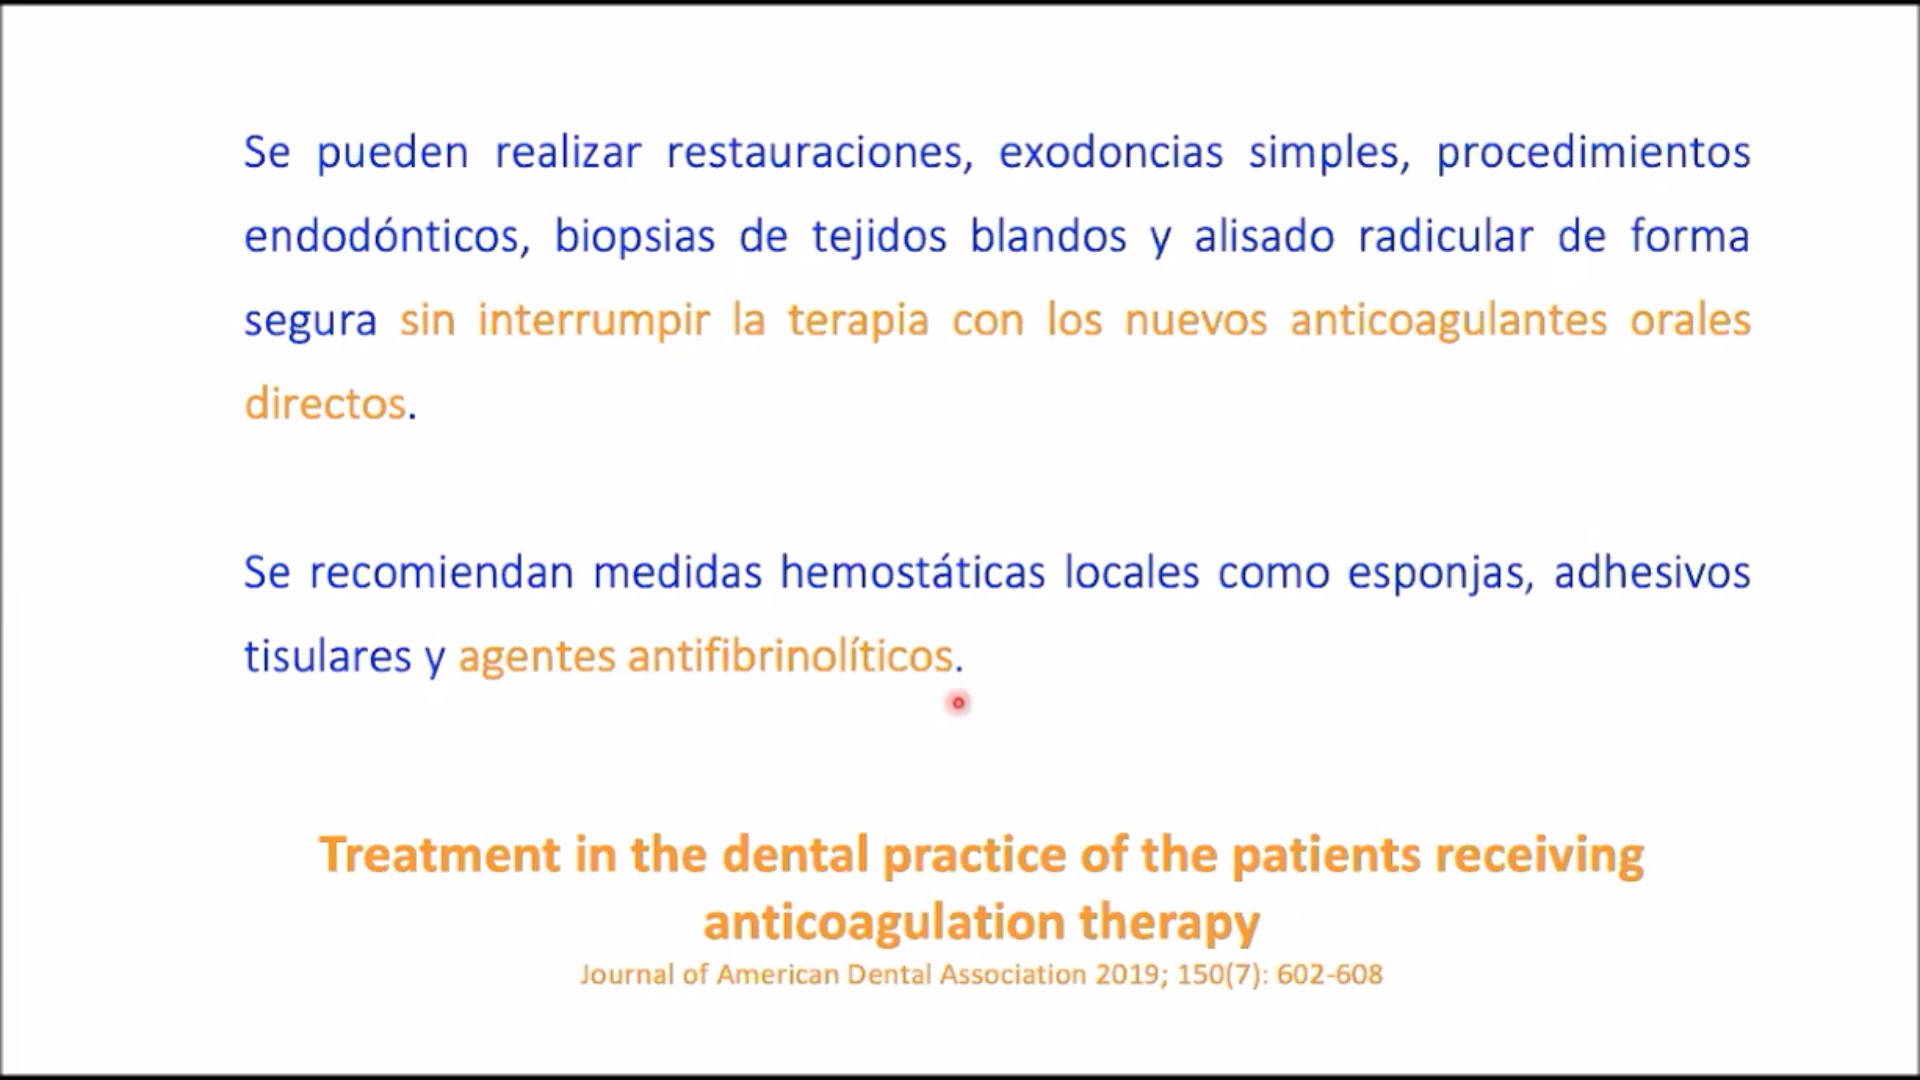 Se pueden realizar restauraciones, exodoncias simples, procedimientos
endodónticos, biopsias de tejidos blandos y alisado radicular de forma
segura sin interrumpir la terapia con los nuevos anticoagulantes orales
directos.
Se recomiendan medidas hemostáticas locales como esponjas, adhesivos
tisulares y agentes antifibrinolíticos.
Treatment in the dental practice of the patients receiving
anticoagulation therapy
Journal of American Dental Association 2019; 150(7): 602-608